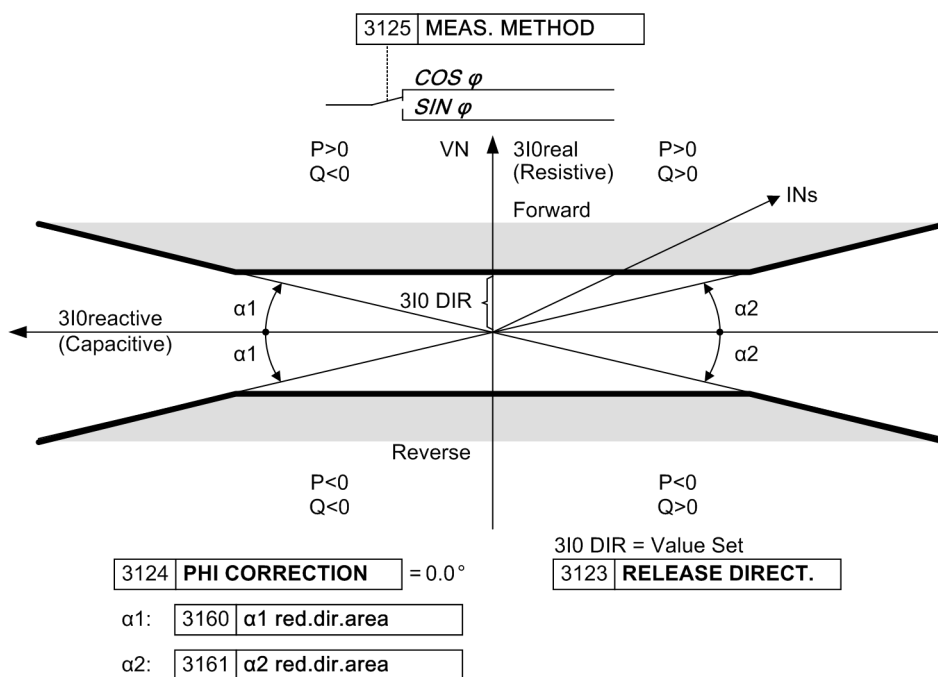 3125 MEAS. METHOD
COS φ
SIN φ
P>0 VN 3I0real P>0
Q<0 (Resistive) Q>0
INs
Forward
α1 3I0 DIR α2
3I0reactive
(Capacitive)
α1 α2
Reverse
P<0 P<0
Q<0 Q>0
3I0 DIR = Value Set
3124 PHI CORRECTION = 0.0° 3123 RELEASE DIRECT.
α1: 3160 α1 red.dir.area
α2: 3161 α2 red.dir.area